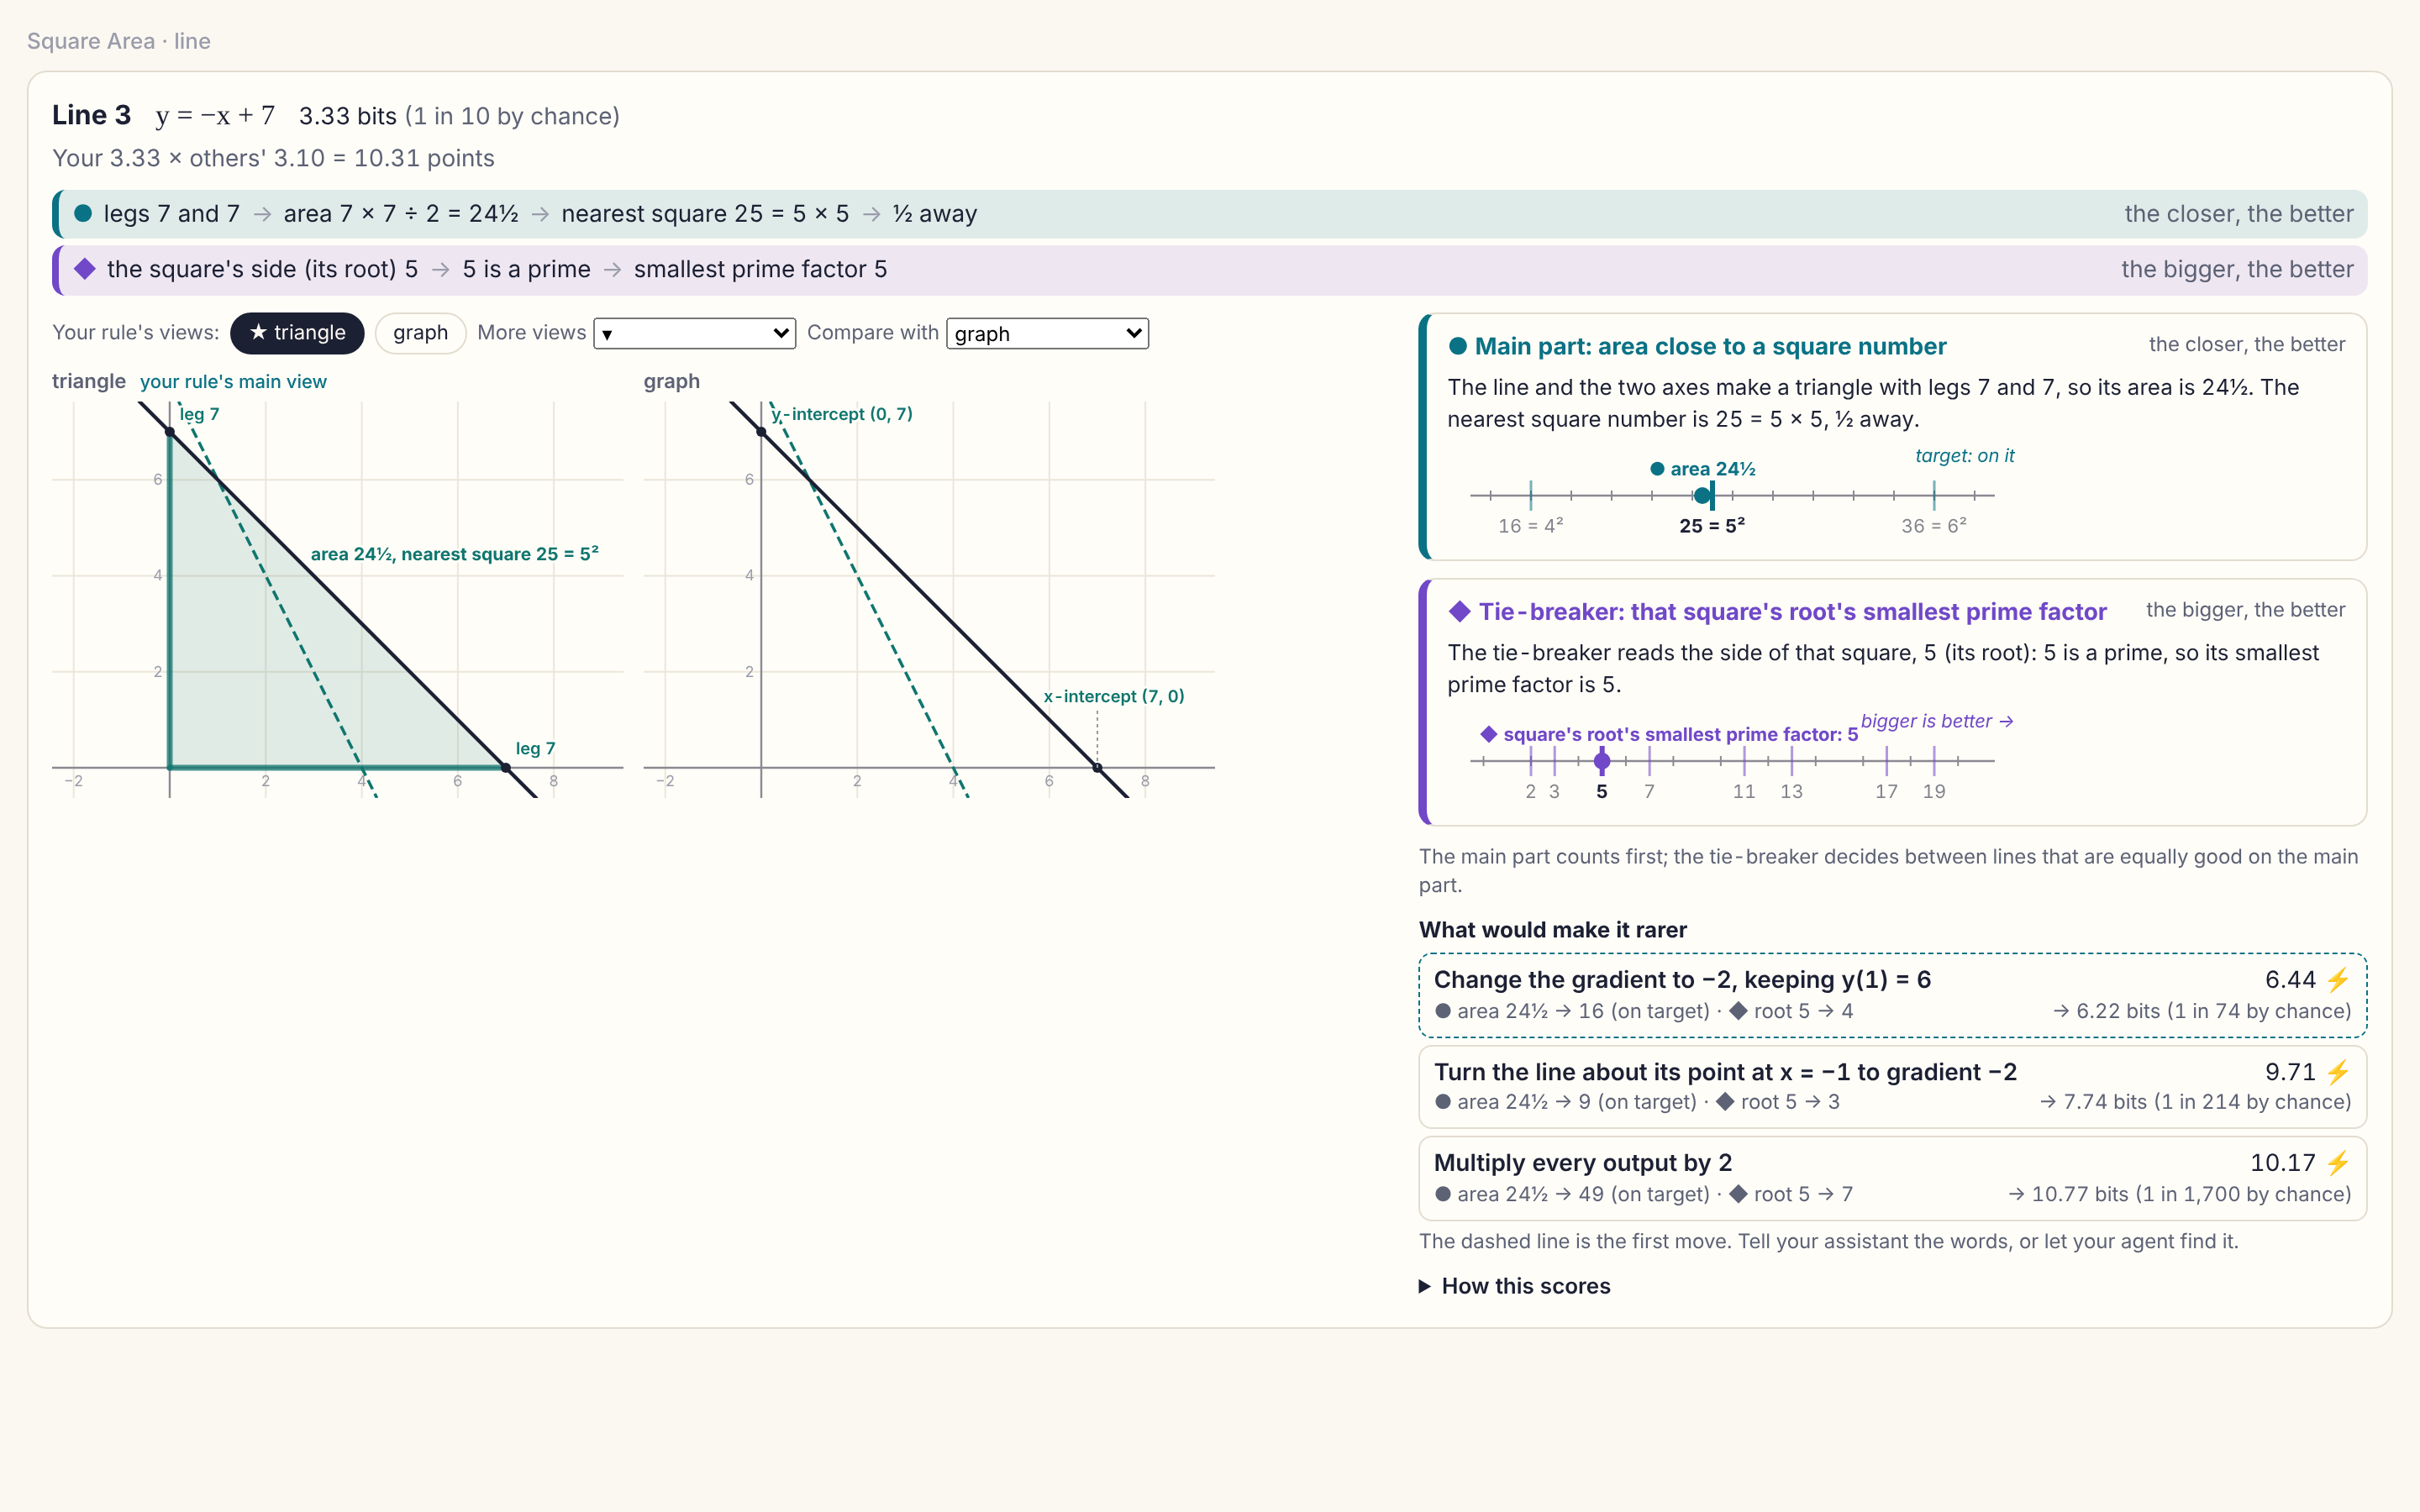 Square Area · line
Line 3 y = −x + 7 3.33 bits (1 in 10 by chance)
Your 3.33 × others' 3.10 = 10.31 points
● legs 7 and 7 → area 7 × 7 ÷ 2 = 24½ → nearest square 25 = 5 × 5 → ½ away the closer, the better
◆ the square's side (its root) 5 → 5 is a prime → smallest prime factor 5 the bigger, the better
Your rule's views: ★ triangle graph More views ▾ Compare with graph
triangle your rule's main view
leg 7
6
area 24½, nearest square 25 = 5²
4
2
leg 7
−2 2 4 6 8
graph
y-intercept (0, 7)
6
4
2
x-intercept (7, 0)
−2 2 4 6 8
● Main part: area close to a square number the closer, the better
The line and the two axes make a triangle with legs 7 and 7, so its area is 24½. The
nearest square number is 25 = 5 × 5, ½ away.
target: on it
● area 24½
16 = 4² 25 = 5² 36 = 6²
◆ Tie-breaker: that square's root's smallest prime factor the bigger, the better
The tie-breaker reads the side of that square, 5 (its root): 5 is a prime, so its smallest
prime factor is 5.
bigger is better →
◆ square's root's smallest prime factor: 5
2 3 5 7 11 13 17 19
The main part counts first; the tie-breaker decides between lines that are equally good on the main
part.
What would make it rarer
Change the gradient to −2, keeping y(1) = 6 6.44 ⚡
● area 24½ → 16 (on target) · ◆ root 5 → 4 → 6.22 bits (1 in 74 by chance)
Turn the line about its point at x = −1 to gradient −2 9.71 ⚡
● area 24½ → 9 (on target) · ◆ root 5 → 3 → 7.74 bits (1 in 214 by chance)
Multiply every output by 2 10.17 ⚡
● area 24½ → 49 (on target) · ◆ root 5 → 7 → 10.77 bits (1 in 1,700 by chance)
The dashed line is the first move. Tell your assistant the words, or let your agent find it.
▶ How this scores